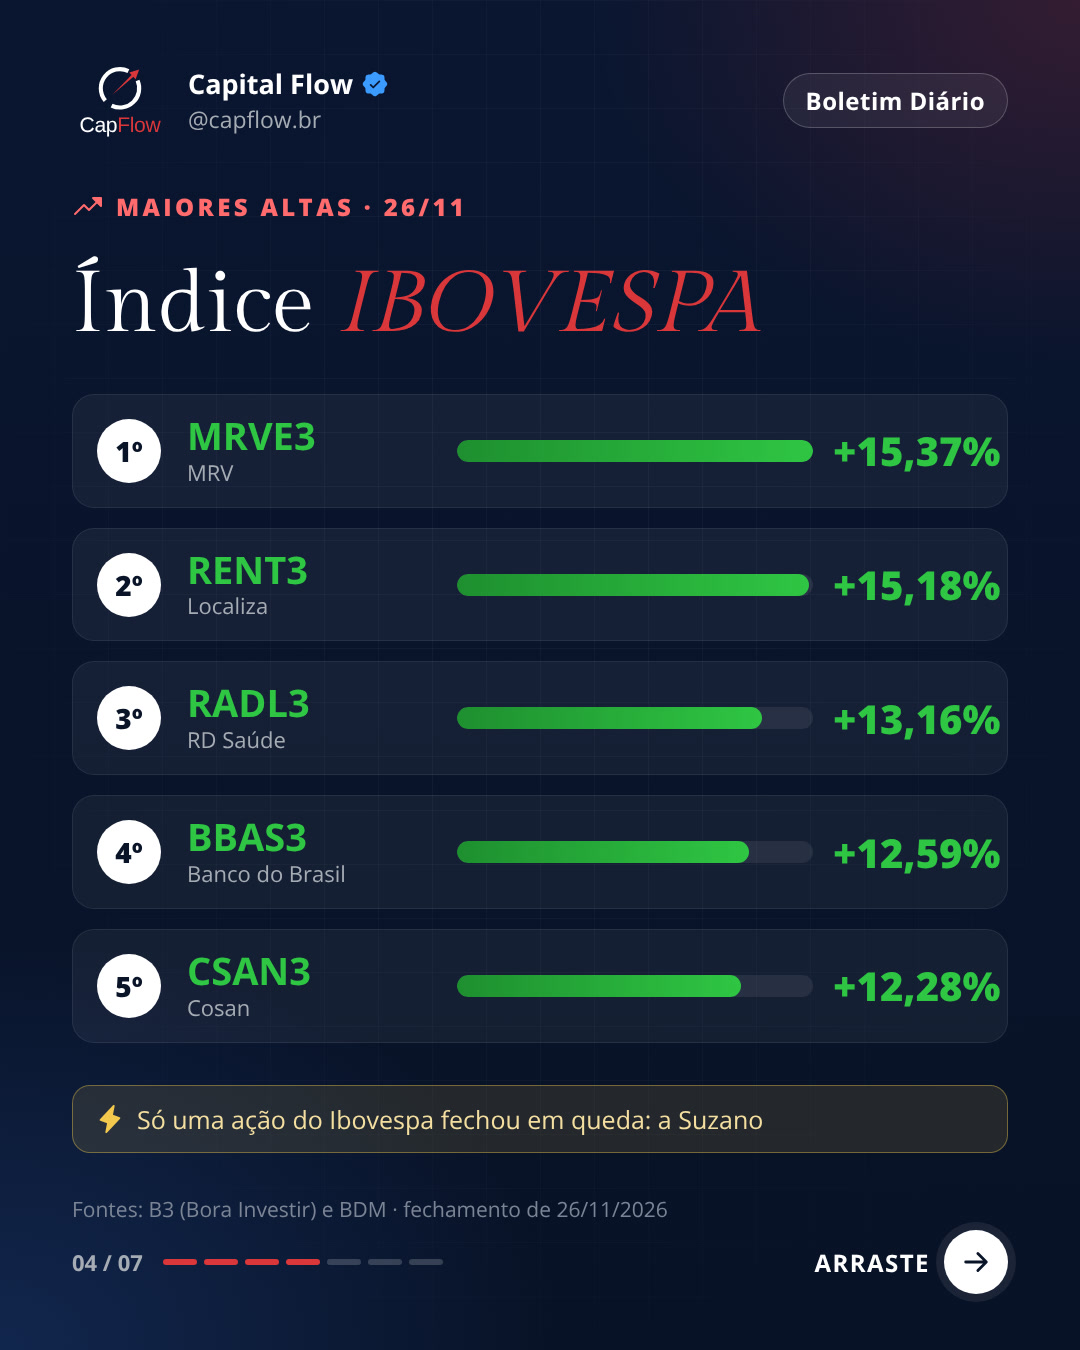 CapFlow
Capital Flow
@capflow.br
Boletim Diário
MAIORES ALTAS · 26/11
Índice IBOVESPA
1º
MRVE3
MRV
+15,37%
2º
RENT3
Localiza
+15,18%
3º
RADL3
RD Saúde
+13,16%
4º
BBAS3
Banco do Brasil
+12,59%
5º
CSAN3
Cosan
+12,28%
Só uma ação do Ibovespa fechou em queda: a Suzano
Fontes: B3 (Bora Investir) e BDM · fechamento de 26/11/2026
04 / 07
ARRASTE